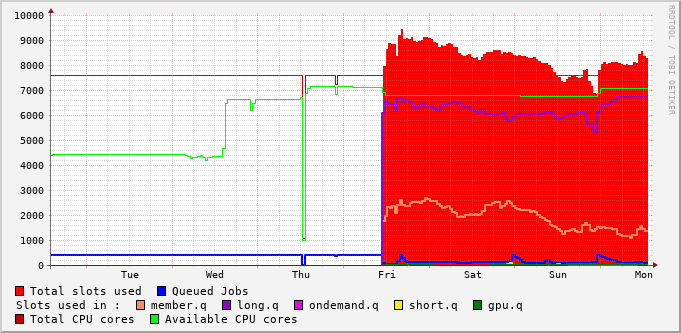 10000
9000
8000
7000
6000
5000
4000
3000
2000
1000
0
Tue Wed Thu Fri Sat Sun Mon
RRDTOOL / TOBI OETIKER
Total slots used Queued Jobs
Slots used in : member.q long.q ondemand.q short.q gpu.q
Total CPU cores Available CPU cores